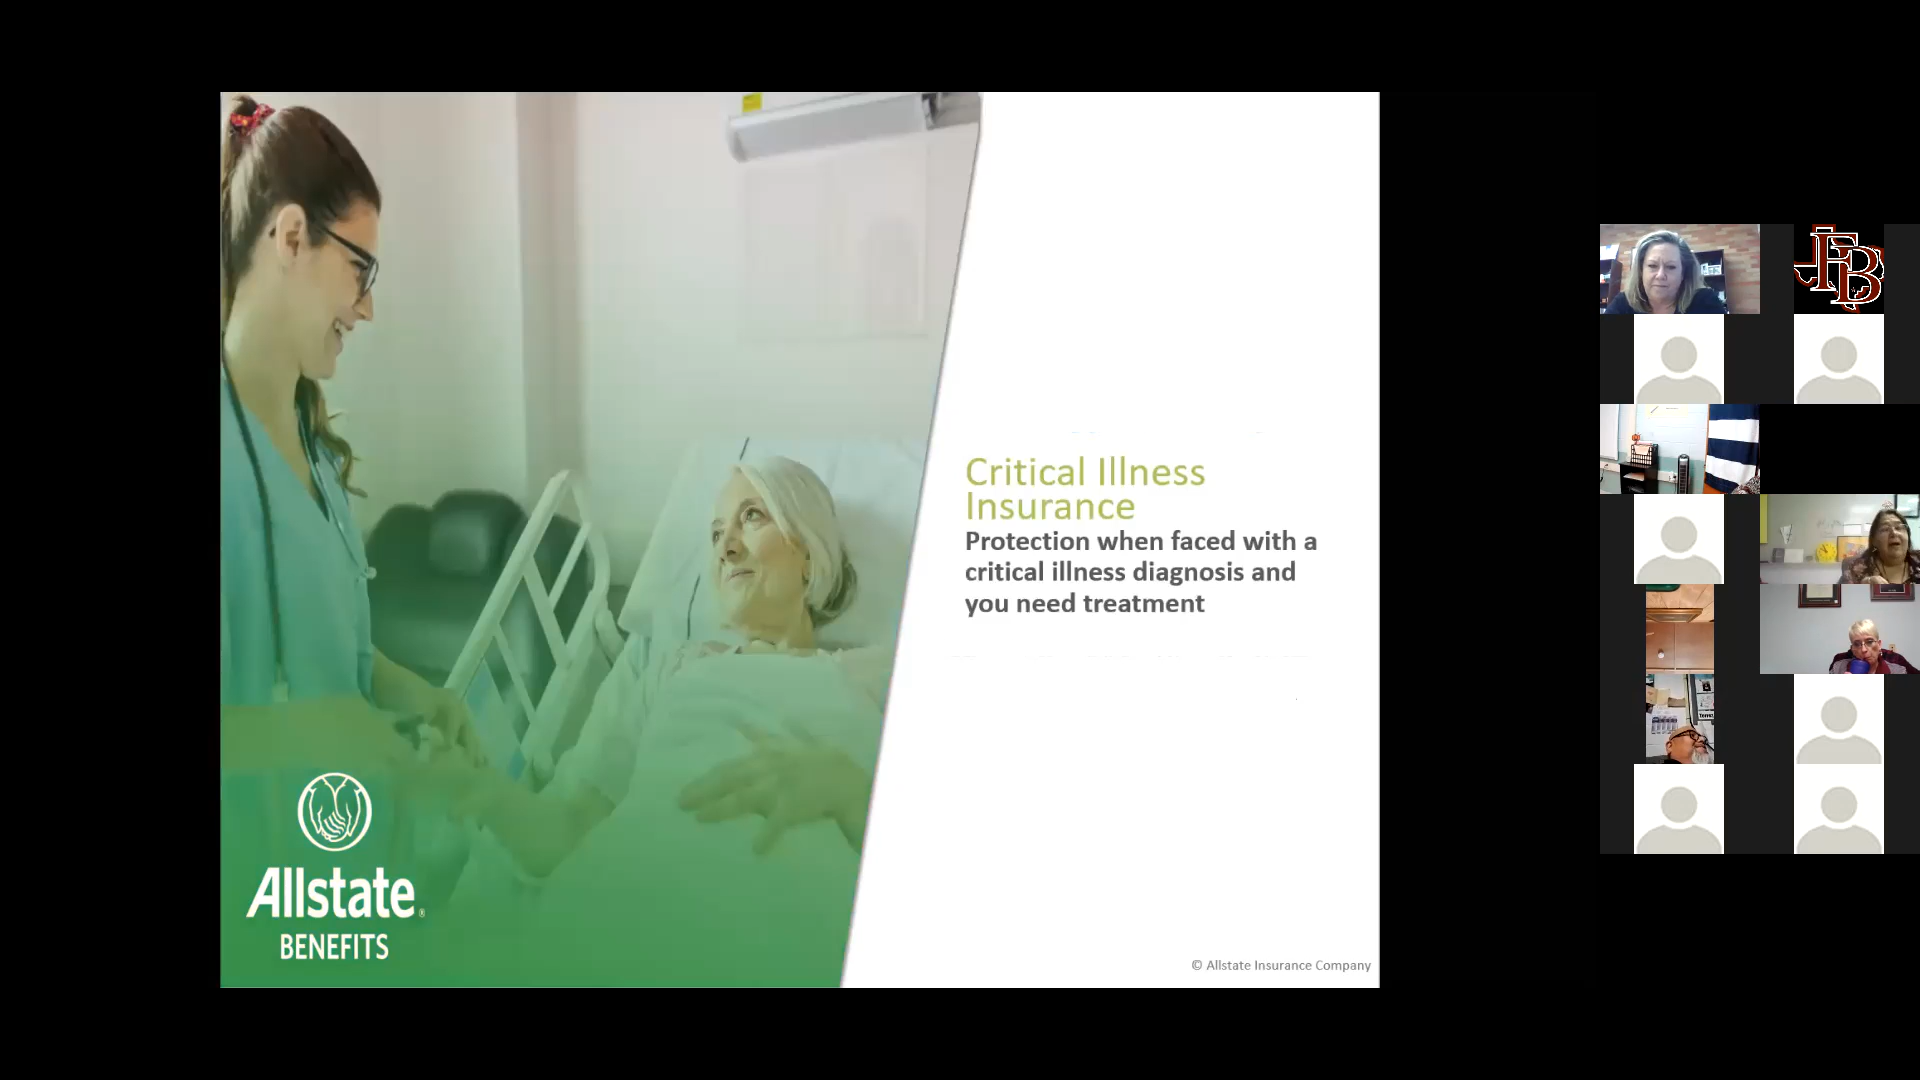 Critical Illness
Insurance
Protection when faced with a
critical illness diagnosis and
you need treatment
Allstate®
BENEFITS
© Allstate Insurance Company
FB